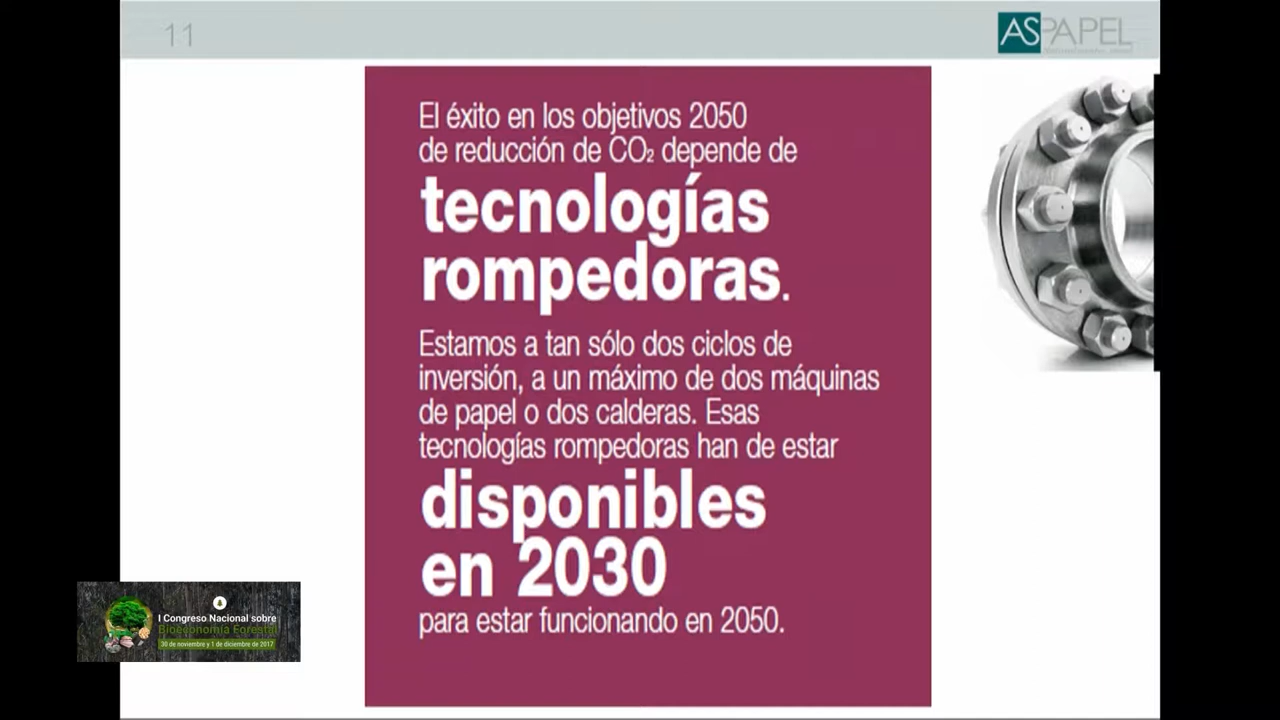 11
ASPAPEL
El éxito en los objetivos 2050
de reducción de CO₂ depende de
tecnologías
rompedoras.
Estamos a tan sólo dos ciclos de
inversión, a un máximo de dos máquinas
de papel o dos calderas. Esas
tecnologías rompedoras han de estar
disponibles
en 2030
para estar funcionando en 2050.
I Congreso Nacional sobre
Bioeconomía Forestal
30 de noviembre y 1 de diciembre de 2017